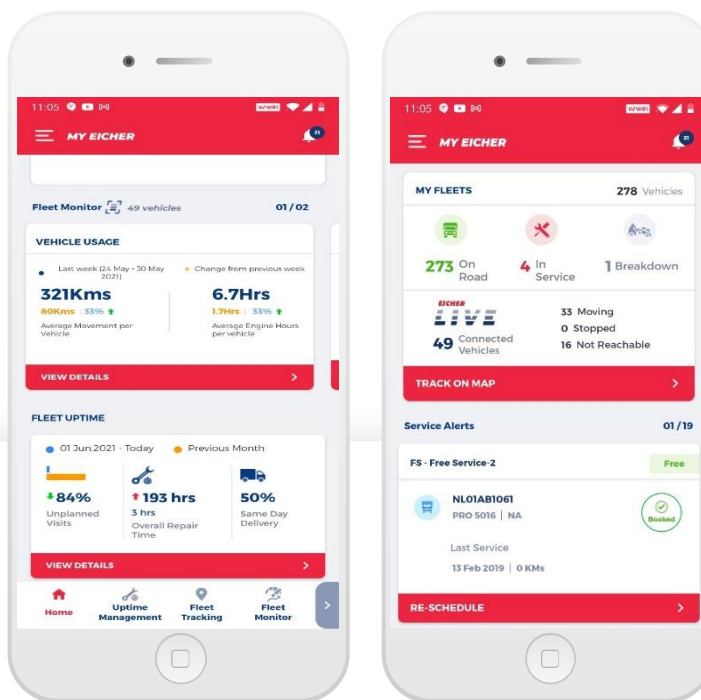 11:05
VoWiFi
MY EICHER
31
Fleet Monitor 49 vehicles 01 / 02
VEHICLE USAGE
Last week (24 May - 30 May 2021)
Change from previous week
321Kms
80Kms | 33%
Average Movement per Vehicle
6.7Hrs
1.7Hrs | 33%
Average Engine Hours per vehicle
VIEW DETAILS
FLEET UPTIME
01 Jun,2021 - Today
Previous Month
84%
Unplanned Visits
193 hrs
3 hrs
Overall Repair Time
50%
Same Day Delivery
VIEW DETAILS
Home
Uptime Management
Fleet Tracking
Fleet Monitor
11:05
VoWiFi
MY EICHER
31
MY FLEETS 278 Vehicles
273 On Road
4 In Service
1 Breakdown
EICHER
LIVE
49 Connected Vehicles
33 Moving
0 Stopped
16 Not Reachable
TRACK ON MAP
Service Alerts 01 / 19
FS - Free Service-2 Free
NL01AB1061
PRO 5016 | NA
Booked
Last Service
13 Feb 2019 | 0 KMs
RE-SCHEDULE